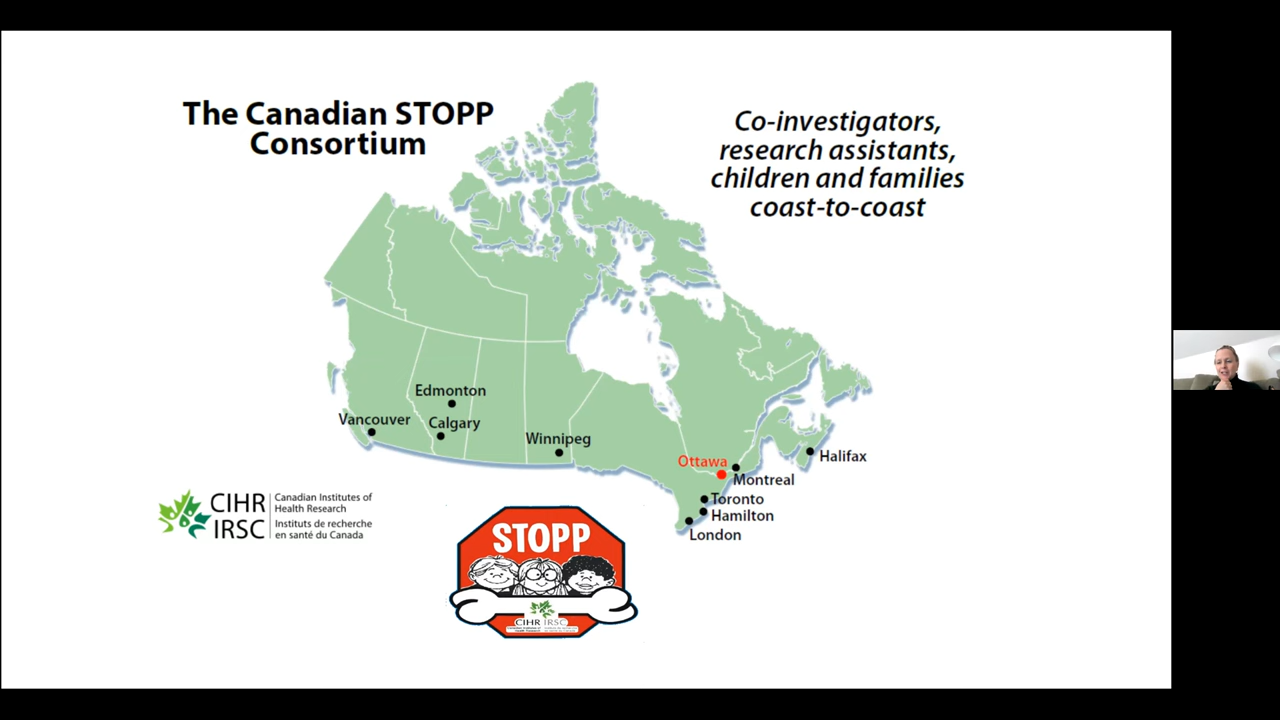 The Canadian STOPP
Consortium
Co-investigators,
research assistants,
children and families
coast-to-coast
Edmonton
Vancouver
Calgary
Winnipeg
Ottawa
Montreal
Halifax
Toronto
Hamilton
London
CIHR
IRSC
Canadian Institutes of
Health Research
Instituts de recherche
en santé du Canada
STOPP
CIHR IRSC